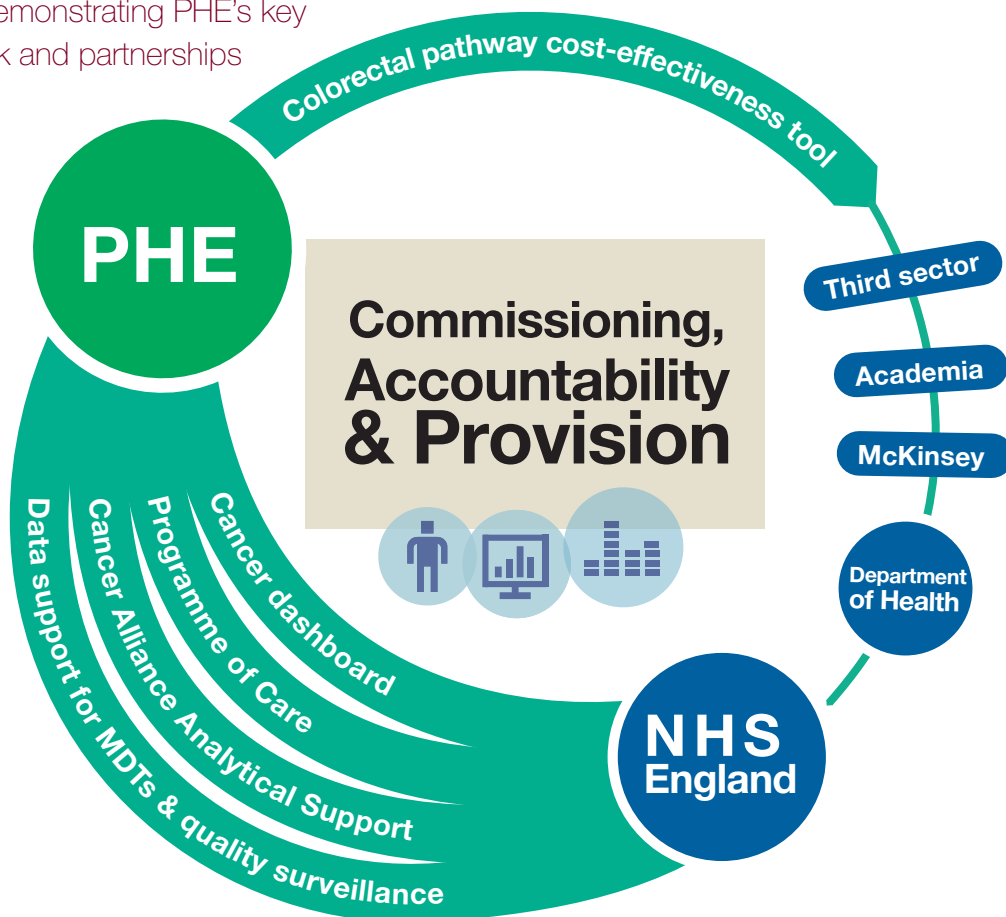 demonstrating PHE's key
and partnerships
Colorectal pathway cost-effectiveness tool
PHE
Third sector
Commissioning,
Accountability
& Provision
Academia
McKinsey
Department
of Health
Cancer dashboard
Programme of Care
Cancer Alliance Analytical Support
Data support for MDTs & quality surveillance
NHS
England